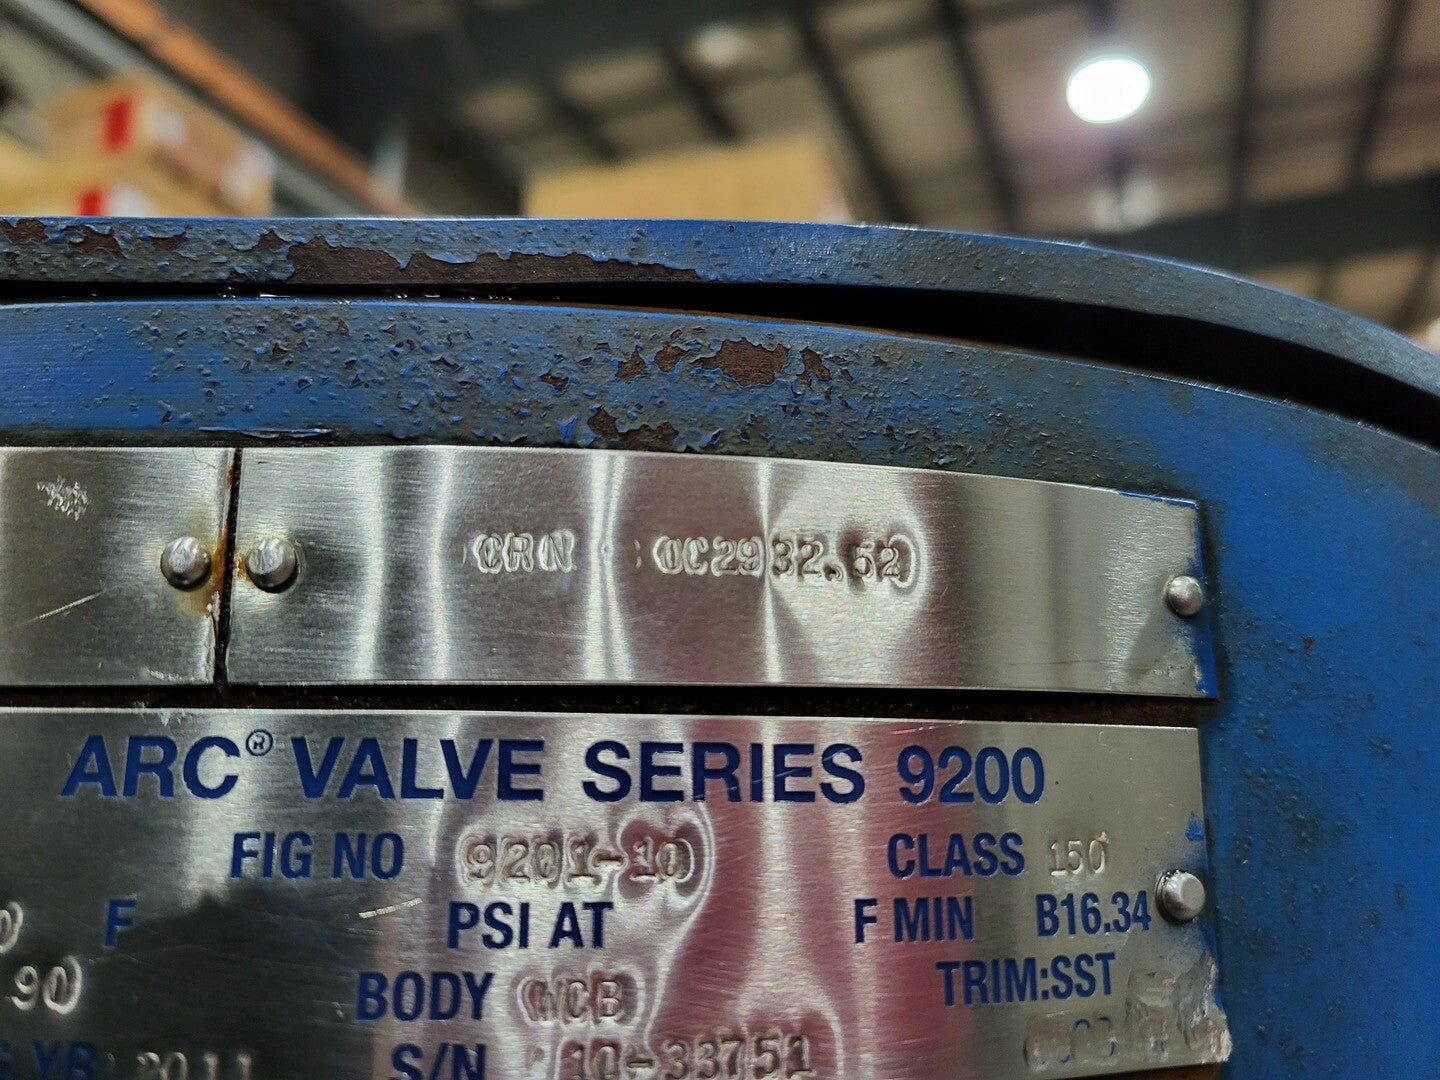 CRN 0C2932.52
ARC® VALVE SERIES 9200
FIG NO 9201-10 CLASS 150
F PSI AT F MIN B16.34
90 BODY WCB TRIM:SST
YR 2011 S/N 10-33751